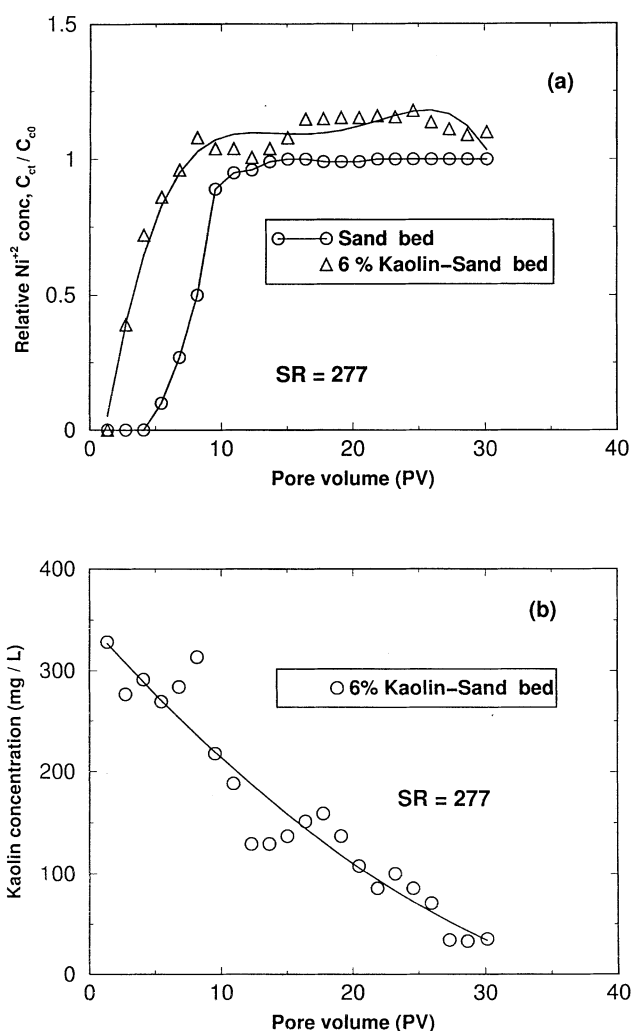 1.5
(a)
Relative Ni+2 conc, Cct / Cc0
1
Sand bed
6 % Kaolin–Sand bed
0.5
SR = 277
0
0 10 20 30 40
Pore volume (PV)
400
(b)
Kaolin concentration (mg / L)
300
6% Kaolin–Sand bed
200
SR = 277
100
0
0 10 20 30 40
Pore volume (PV)